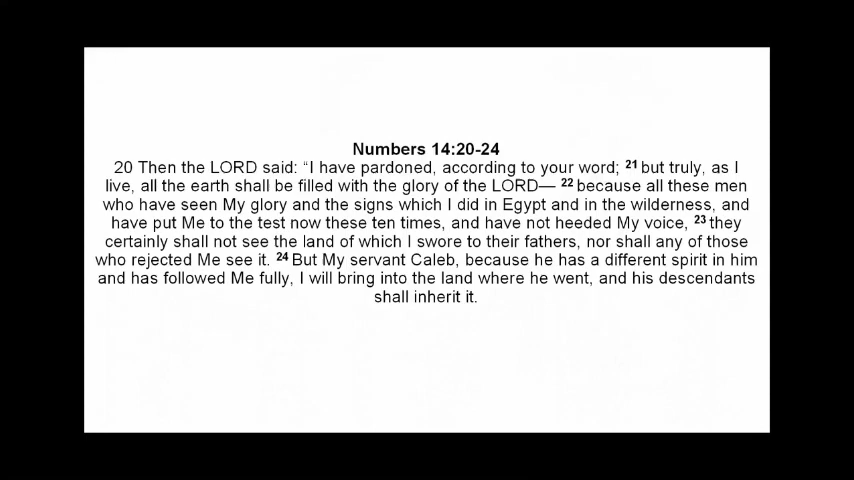 Numbers 14:20-24
20 Then the LORD said: “I have pardoned, according to your word; 21 but truly, as I
live, all the earth shall be filled with the glory of the LORD— 22 because all these men
who have seen My glory and the signs which I did in Egypt and in the wilderness, and
have put Me to the test now these ten times, and have not heeded My voice, 23 they
certainly shall not see the land of which I swore to their fathers, nor shall any of those
who rejected Me see it. 24 But My servant Caleb, because he has a different spirit in him
and has followed Me fully, I will bring into the land where he went, and his descendants
shall inherit it.